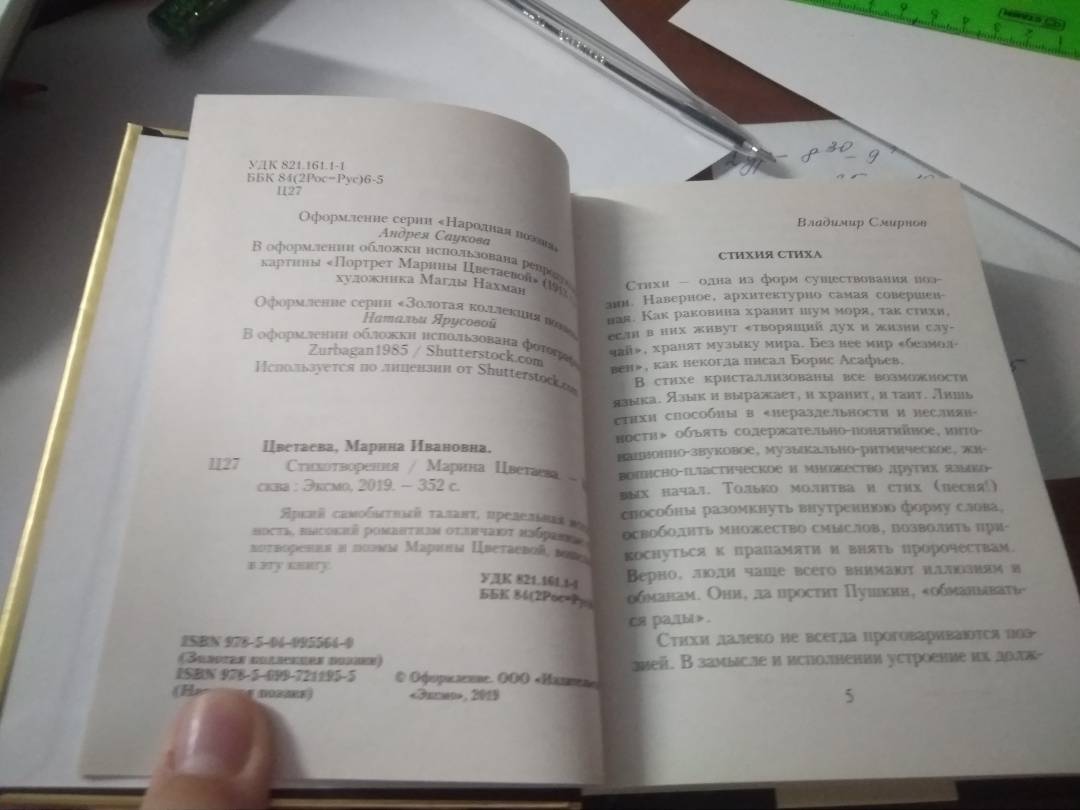 УДК 821.161.1-1
ББК 84(2Рос=Рус)6-5
Ц27
Оформление серии «Народная поэзия»
Андрея Саукова
В оформлении обложки использована
картины «Портрет Марины Цветаевой»
художника Магды Нахман
Оформление серии «Золотая коллекция
Натальи Ярусовой
В оформлении обложки использована
Zurbagan1985 / Shutterstock.com
Используется по лицензии от Shutterstock.com
Цветаева, Марина Ивановна.
Ц27 Стихотворения / Марина Цветаева. –
сква : Эксмо, 2019. – 352 с.
Яркий самобытный талант, предельная
ность, высокий романтизм отличают избранные
хотворения и поэмы Марины Цветаевой,
в эту книгу.
УДК 821.161.1-1
ББК 84(2Рос=Рус)
ISBN 978-5-04-095564-0
(Золотая коллекция поэзии)
ISBN 978-5-699-721195-5
поэзия)
© Оформление. ООО
«Эксмо», 2019
Владимир Смирнов
СТИХИЯ СТИХА
Стихи — одна из форм существования поэ-
зии. Наверное, архитектурно самая совершен-
ная. Как раковина хранит шум моря, так стихи,
если в них живут «творящий дух и жизни слу-
чай», хранят музыку мира. Без нее мир «безмол-
вен», как некогда писал Борис Асафьев.
В стихе кристаллизованы все возможности
языка. Язык и выражает, и хранит, и таит. Лишь
стихи способны в «нераздельности и неслиян-
ности» объять содержательно-понятийное, инто-
национно-звуковое, музыкально-ритмическое, жи-
вописно-пластическое и множество других языко-
вых начал. Только молитва и стих (песня!)
способны разомкнуть внутреннюю форму слова,
освободить множество смыслов, позволить при-
коснуться к прапамяти и внять пророчествам.
Верно, люди чаще всего внимают иллюзиям и
обманам. Они, да простит Пушкин, «обманывать-
ся рады».
Стихи далеко не всегда проговариваются поэ-
зией. В замысле и исполнении устроение их долж-
5